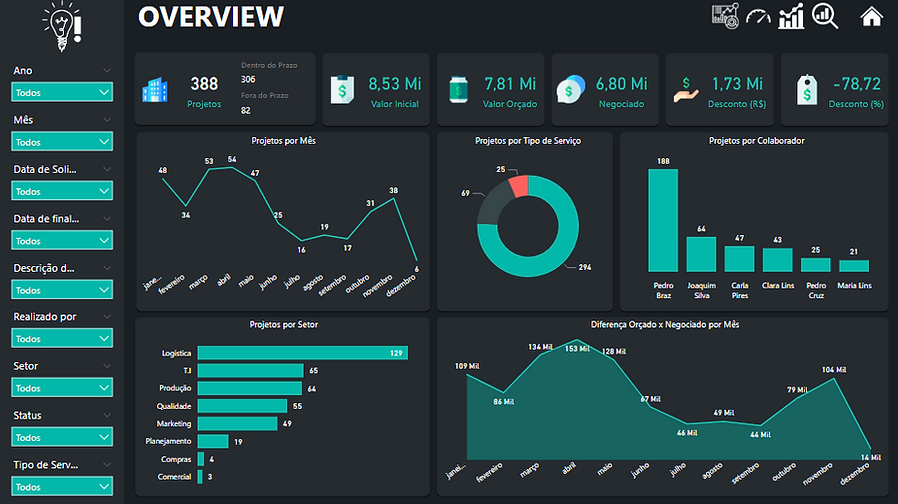 OVERVIEW
Ano
Todos
Mês
Todos
Data de Soli...
Todos
Data de final...
Todos
Descrição d...
Todos
Realizado por
Todos
Setor
Todos
Status
Todos
Tipo de Serv...
Todos
388
Projetos
Dentro do Prazo
306
Fora do Prazo
82
8,53 Mi
Valor Inicial
7,81 Mi
Valor Orçado
6,80 Mi
Negociado
1,73 Mi
Desconto (R$)
-78,72
Desconto (%)
Projetos por Mês
48
34
53
54
47
25
16
19
17
31
38
6
jane...
fevereiro
março
abril
maio
junho
julho
agosto
setembro
outubro
novembro
dezembro
Projetos por Tipo de Serviço
25
69
294
Projetos por Colaborador
188
64
47
43
25
21
Pedro Braz
Joaquim Silva
Carla Pires
Clara Lins
Pedro Cruz
Maria Lins
Projetos por Setor
Logística 129
T.I 65
Produção 64
Qualidade 55
Marketing 49
Planejamento 19
Compras 4
Comercial 3
Diferença Orçado x Negociado por Mês
109 Mil
86 Mil
134 Mil
153 Mil
128 Mil
67 Mil
46 Mil
49 Mil
44 Mil
79 Mil
104 Mil
14 Mil
janei...
fevereiro
março
abril
maio
junho
julho
agosto
setembro
outubro
novembro
dezembro